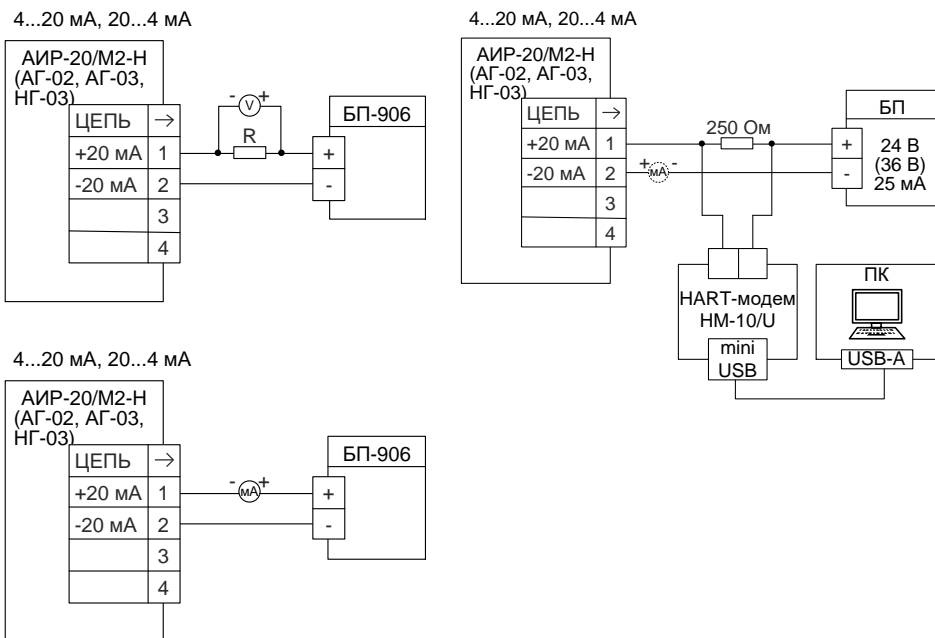 4...20 мА, 20...4 мА
АИР-20/М2-Н
(АГ-02, АГ-03,
НГ-03)
ЦЕПЬ →
+20 мА 1
-20 мА 2
3
4
- V +
R
БП-906
+
-
4...20 мА, 20...4 мА
АИР-20/М2-Н
(АГ-02, АГ-03,
НГ-03)
ЦЕПЬ →
+20 мА 1
-20 мА 2
3
4
250 Ом
+ мА -
БП
+
-
24 В
(36 В)
25 мА
HART-модем
HM-10/U
mini
USB
ПК
USB-A
4...20 мА, 20...4 мА
АИР-20/М2-Н
(АГ-02, АГ-03,
НГ-03)
ЦЕПЬ →
+20 мА 1
-20 мА 2
3
4
- мА +
БП-906
+
-